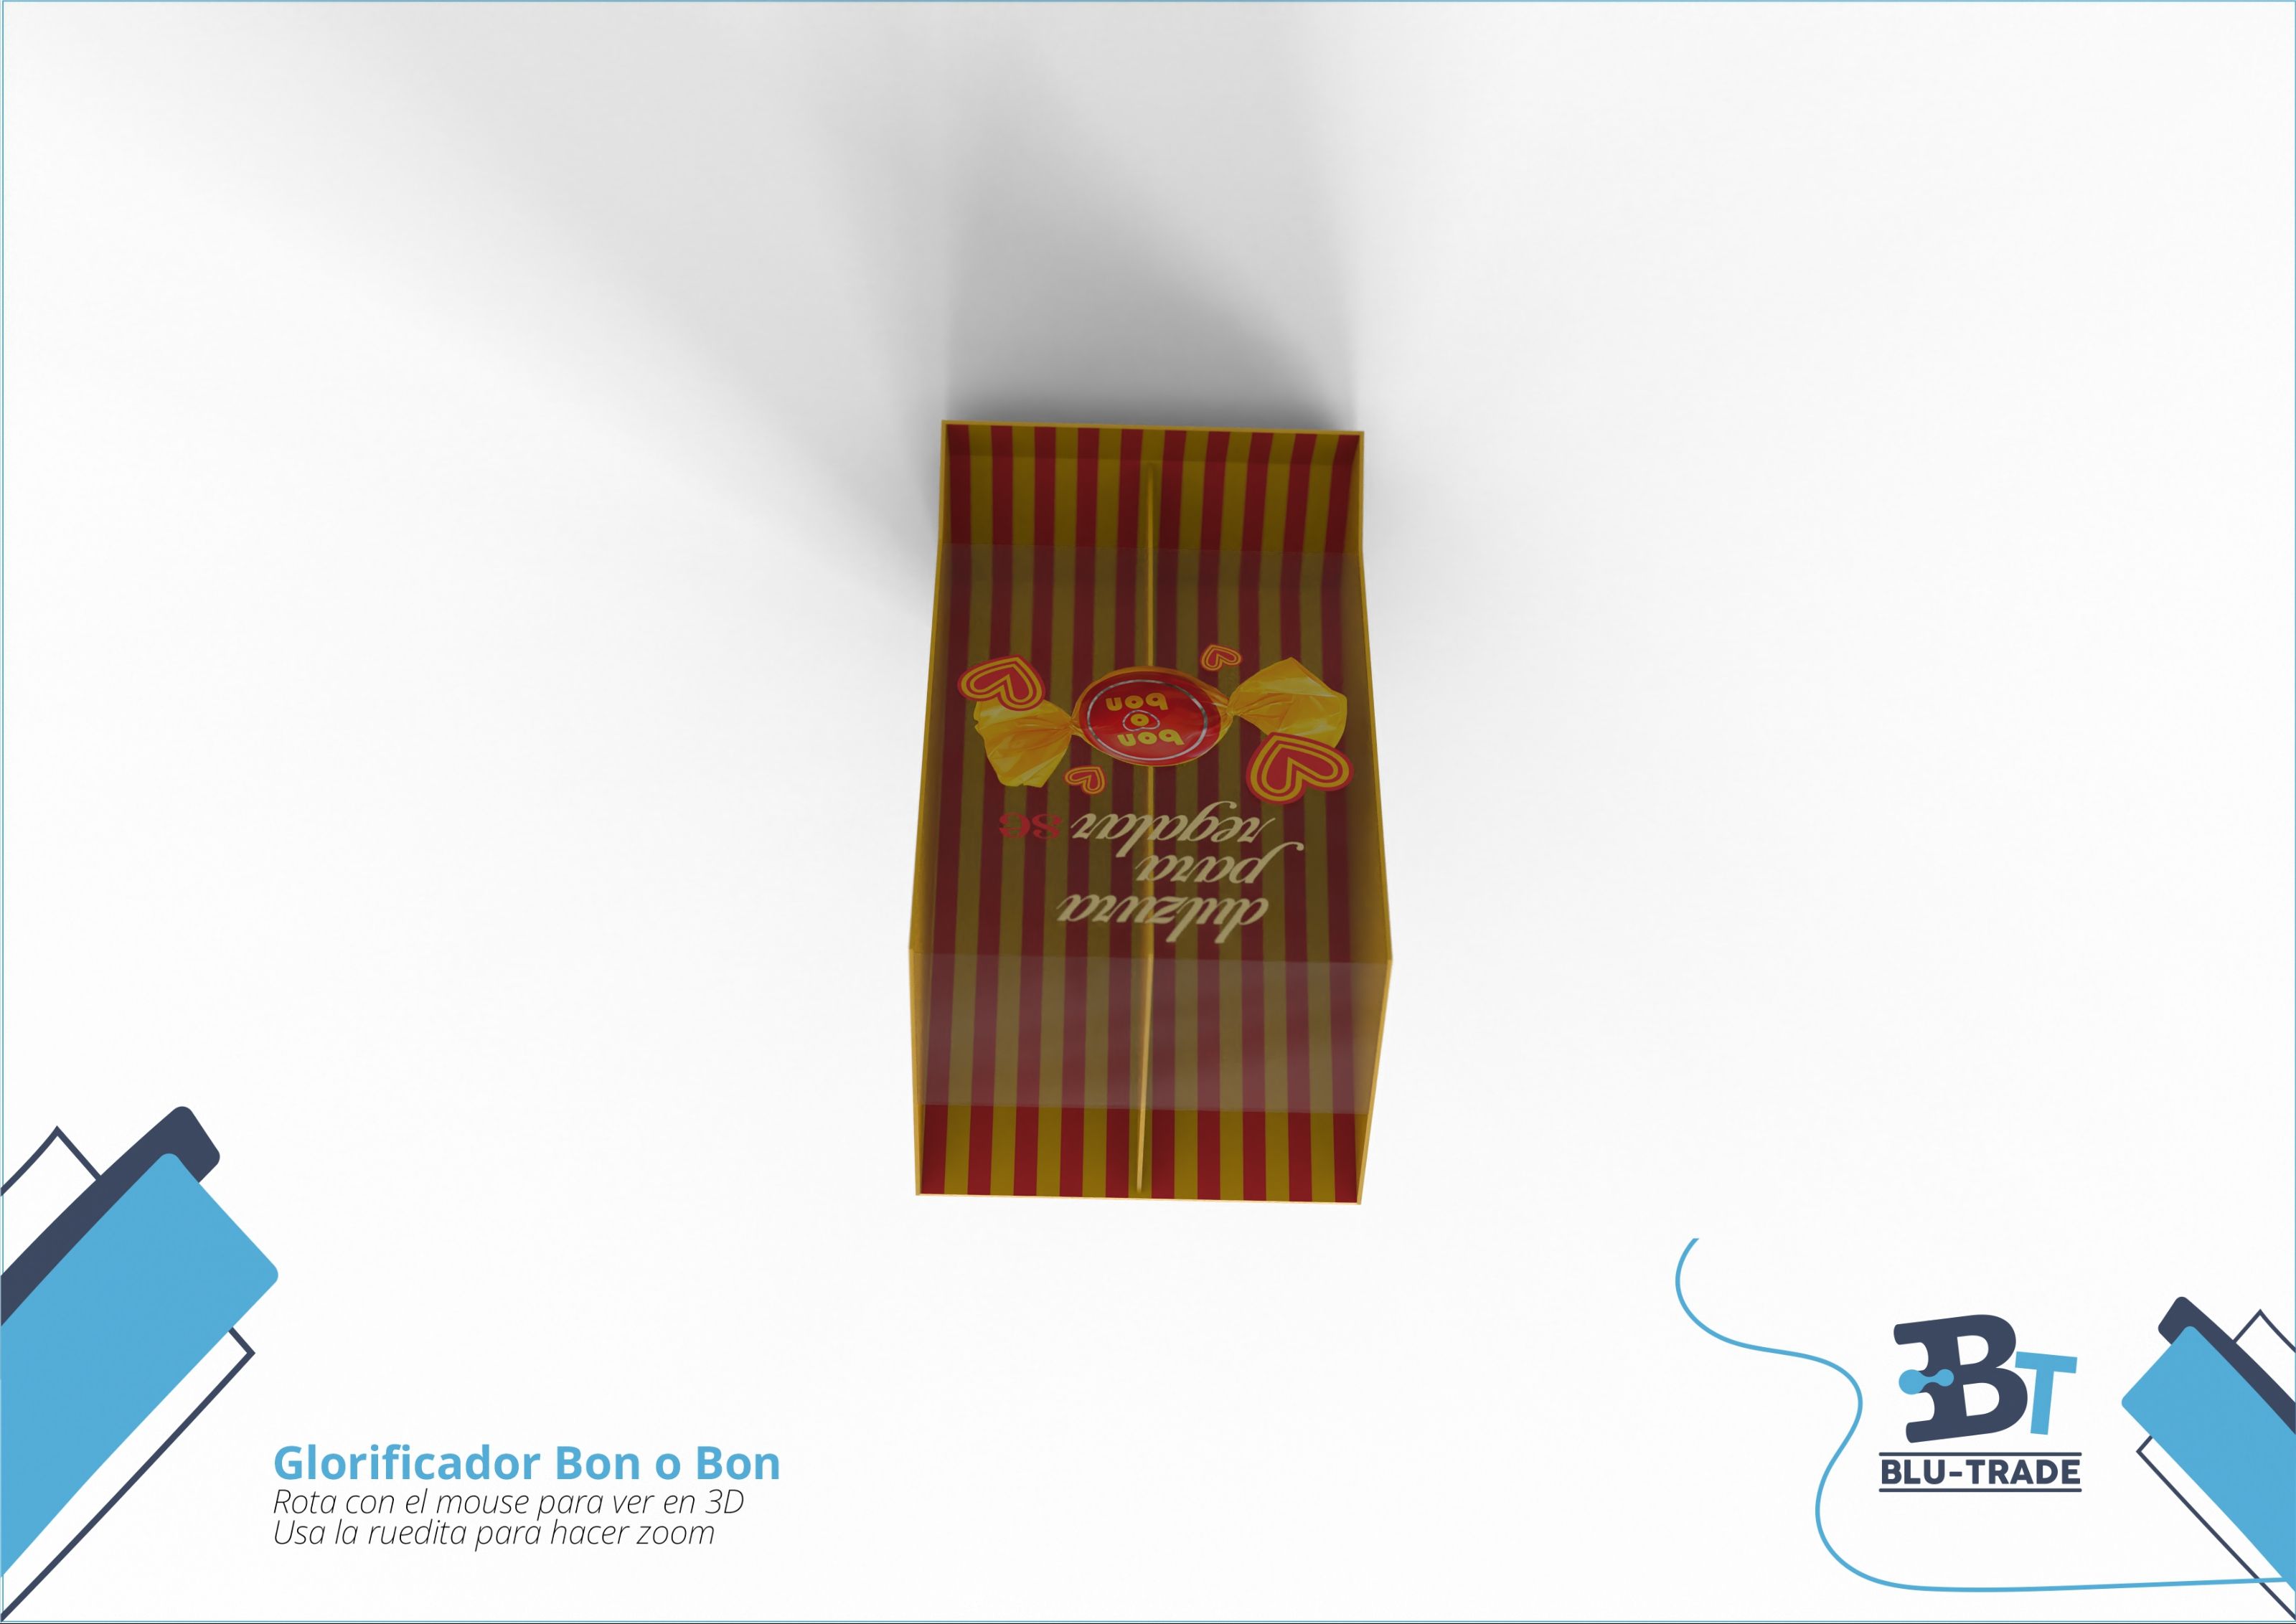 dulzura
para
regalar
bon
o
bon
Glorificador Bon o Bon
Rota con el mouse para ver en 3D
Usa la ruedita para hacer zoom
BT
BLU-TRADE